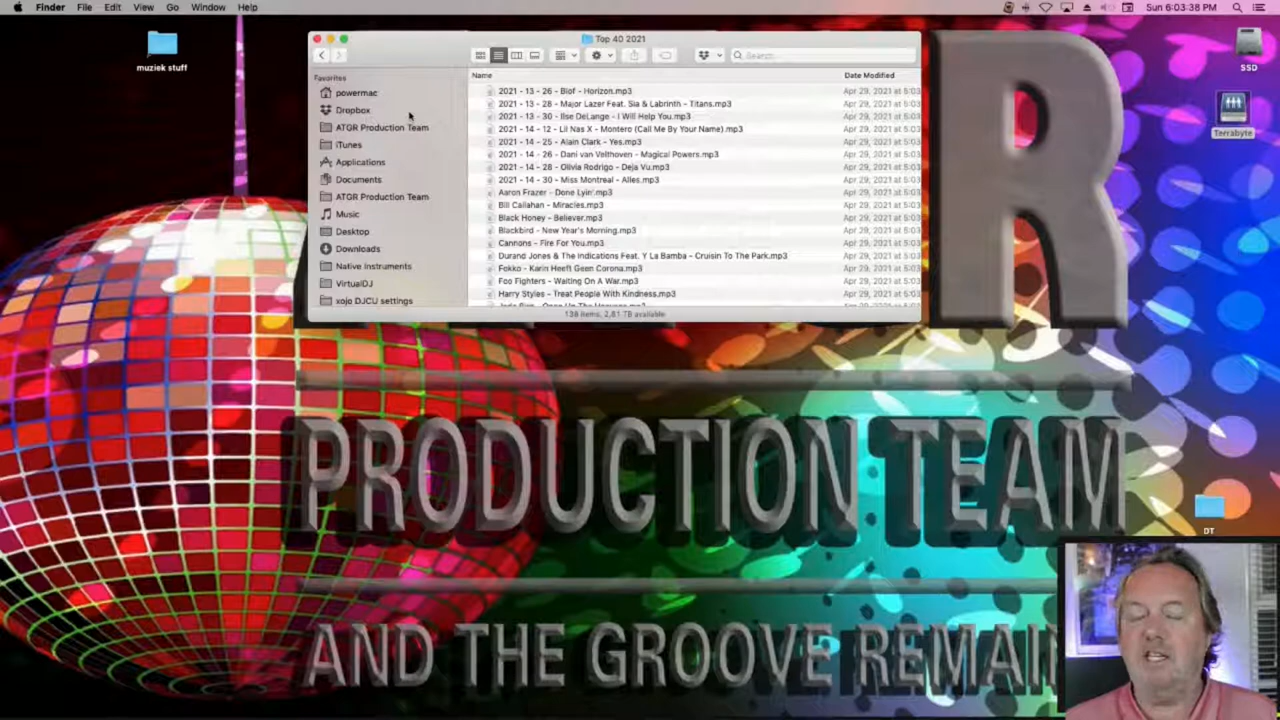 Finder File Edit View Go Window Help
Sun 6:03:38 PM
muziek stuff
SSD
Terrabyte
DT
Top 40 2021
Search
Favorites
powermac
Dropbox
ATGR Production Team
iTunes
Applications
Documents
ATGR Production Team
Music
Desktop
Downloads
Native Instruments
VirtualDJ
xojo DJCU settings
Name Date Modified
2021 - 13 - 26 - Blof - Horizon.mp3 Apr 29, 2021 at 5:03
2021 - 13 - 28 - Major Lazer Feat. Sia & Labrinth - Titans.mp3 Apr 29, 2021 at 5:03
2021 - 13 - 30 - Ilse DeLange - I Will Help You.mp3 Apr 29, 2021 at 5:03
2021 - 14 - 12 - Lil Nas X - Montero (Call Me By Your Name).mp3 Apr 29, 2021 at 5:03
2021 - 14 - 25 - Alain Clark - Yes.mp3 Apr 29, 2021 at 5:03
2021 - 14 - 26 - Dani van Velthoven - Magical Powers.mp3 Apr 29, 2021 at 5:03
2021 - 14 - 28 - Olivia Rodrigo - Deja Vu.mp3 Apr 29, 2021 at 5:03
2021 - 14 - 30 - Miss Montreal - Alles.mp3 Apr 29, 2021 at 5:03
Aaron Frazer - Done Lyin'.mp3 Apr 29, 2021 at 5:03
Bill Callahan - Miracles.mp3 Apr 29, 2021 at 5:03
Black Honey - Believer.mp3 Apr 29, 2021 at 5:03
Blackbird - New Year's Morning.mp3 Apr 29, 2021 at 5:03
Cannons - Fire For You.mp3 Apr 29, 2021 at 5:03
Durand Jones & The Indications Feat. Y La Bamba - Cruisin To The Park.mp3 Apr 29, 2021 at 5:03
Fokko - Karin Heeft Geen Corona.mp3 Apr 29, 2021 at 5:03
Foo Fighters - Waiting On A War.mp3 Apr 29, 2021 at 5:03
Harry Styles - Treat People With Kindness.mp3 Apr 29, 2021 at 5:03
138 items, 2,61 TB available
R
PRODUCTION TEAM
AND THE GROOVE REMAIN